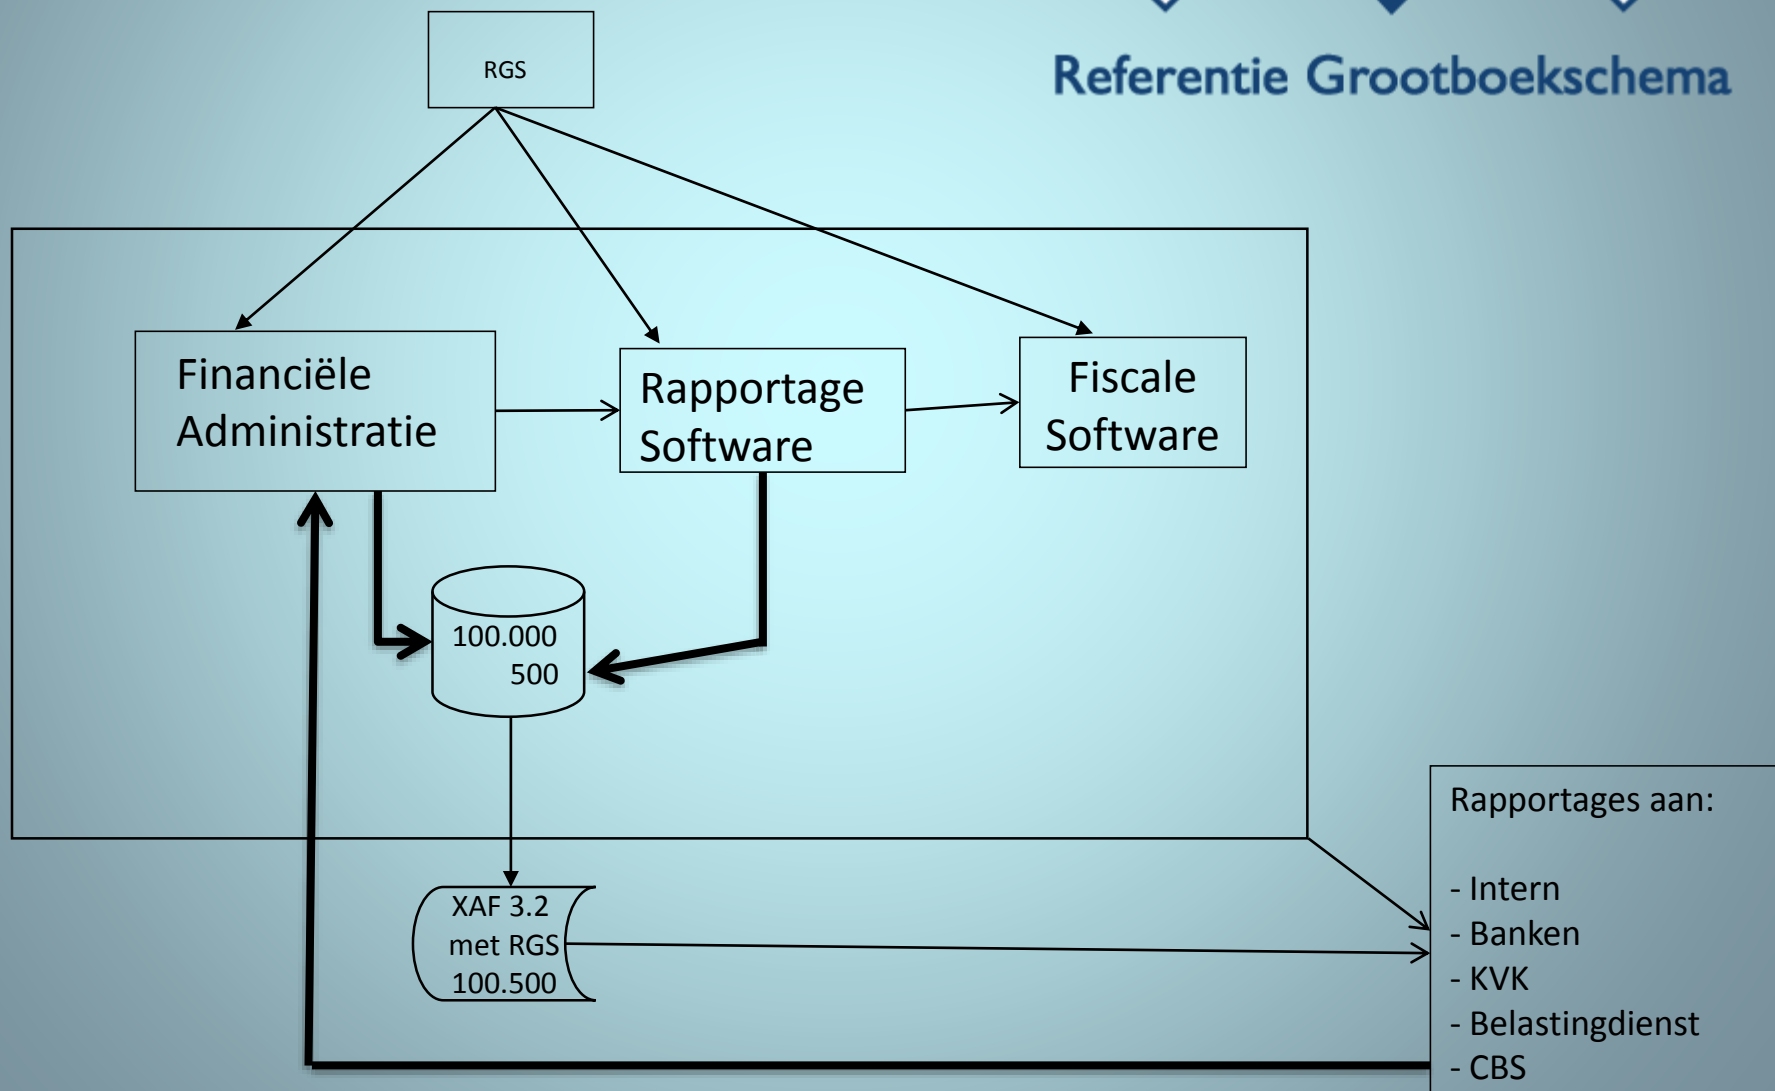 Referentie Grootboekschema
RGS
Financiële
Administratie
Rapportage
Software
Fiscale
Software
100.000
500
XAF 3.2
met RGS
100.500
Rapportages aan:
- Intern
- Banken
- KVK
- Belastingdienst
- CBS